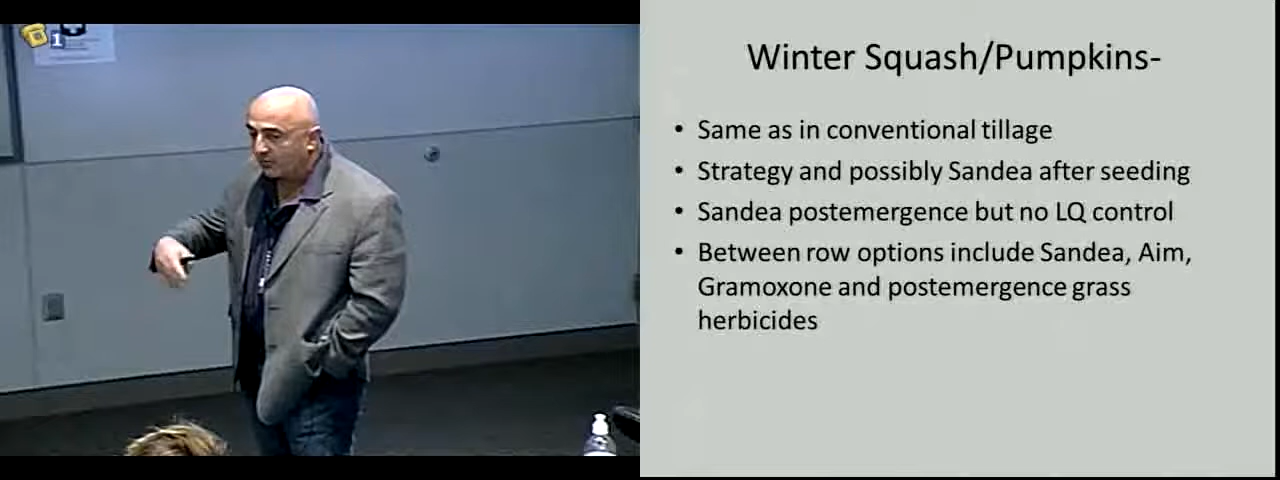 1
Winter Squash/Pumpkins-
• Same as in conventional tillage
• Strategy and possibly Sandea after seeding
• Sandea postemergence but no LQ control
• Between row options include Sandea, Aim,
Gramoxone and postemergence grass
herbicides